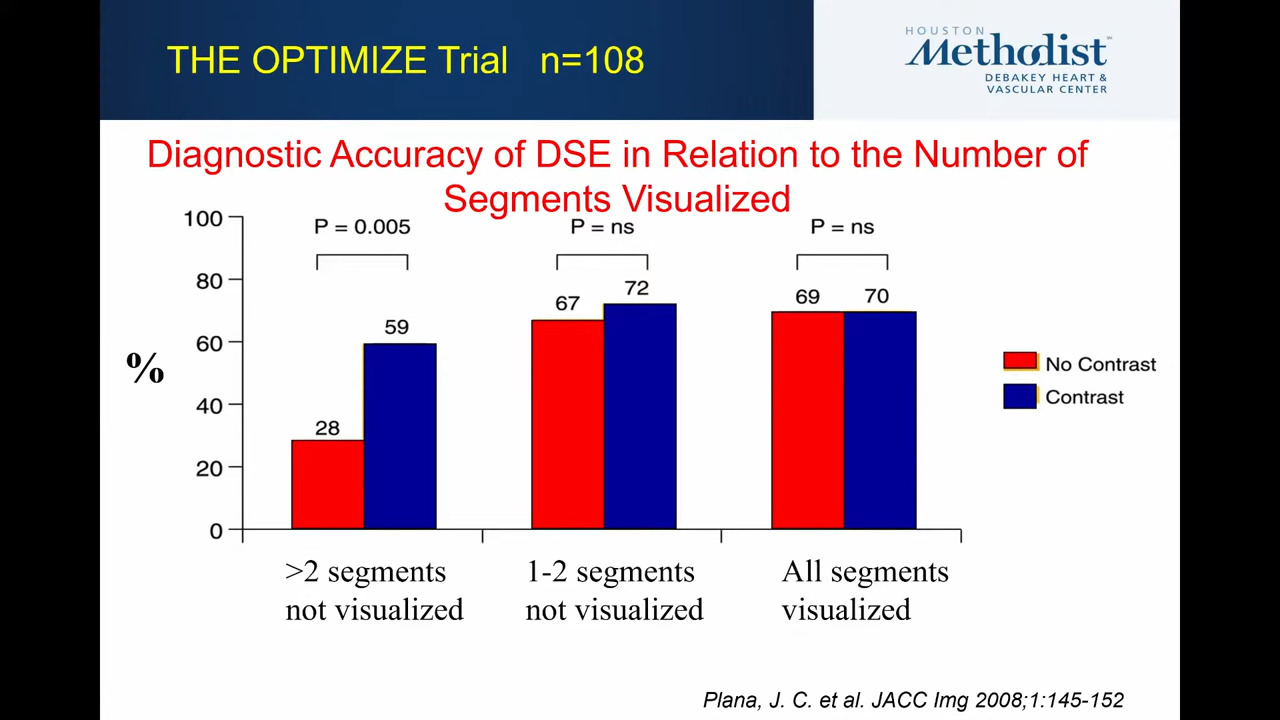 THE OPTIMIZE Trial n=108
HOUSTON
Methodist
DEBAKEY HEART &
VASCULAR CENTER
Diagnostic Accuracy of DSE in Relation to the Number of
Segments Visualized
%
100
80
60
40
20
0
P = 0.005
P = ns
P = ns
28
59
67
72
69
70
No Contrast
Contrast
>2 segments
not visualized
1-2 segments
not visualized
All segments
visualized
Plana, J. C. et al. JACC Img 2008;1:145-152